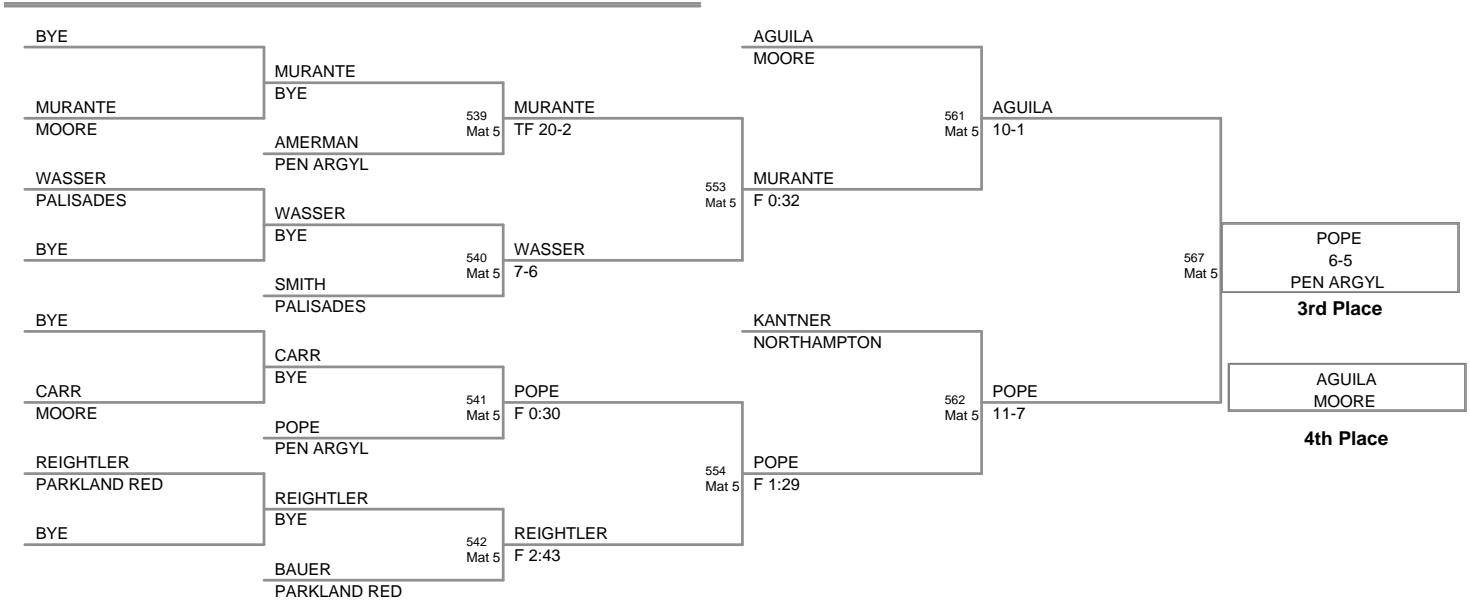 BYE
MURANTE
MOORE
WASSER
PALISADES
BYE
BYE
CARR
MOORE
REIGHTLER
PARKLAND RED
BYE
MURANTE
BYE
AMERMAN
PEN ARGYL
WASSER
BYE
SMITH
PALISADES
CARR
BYE
POPE
PEN ARGYL
REIGHTLER
BYE
BAUER
PARKLAND RED
539
Mat 5
MURANTE
TF 20-2
540
Mat 5
WASSER
7-6
541
Mat 5
POPE
F 0:30
542
Mat 5
REIGHTLER
F 2:43
AGUILA
MOORE
553
Mat 5
MURANTE
F 0:32
KANTNER
NORTHAMPTON
554
Mat 5
POPE
F 1:29
561
Mat 5
AGUILA
10-1
562
Mat 5
POPE
11-7
567
Mat 5
POPE
6-5
PEN ARGYL
3rd Place
AGUILA
MOORE
4th Place